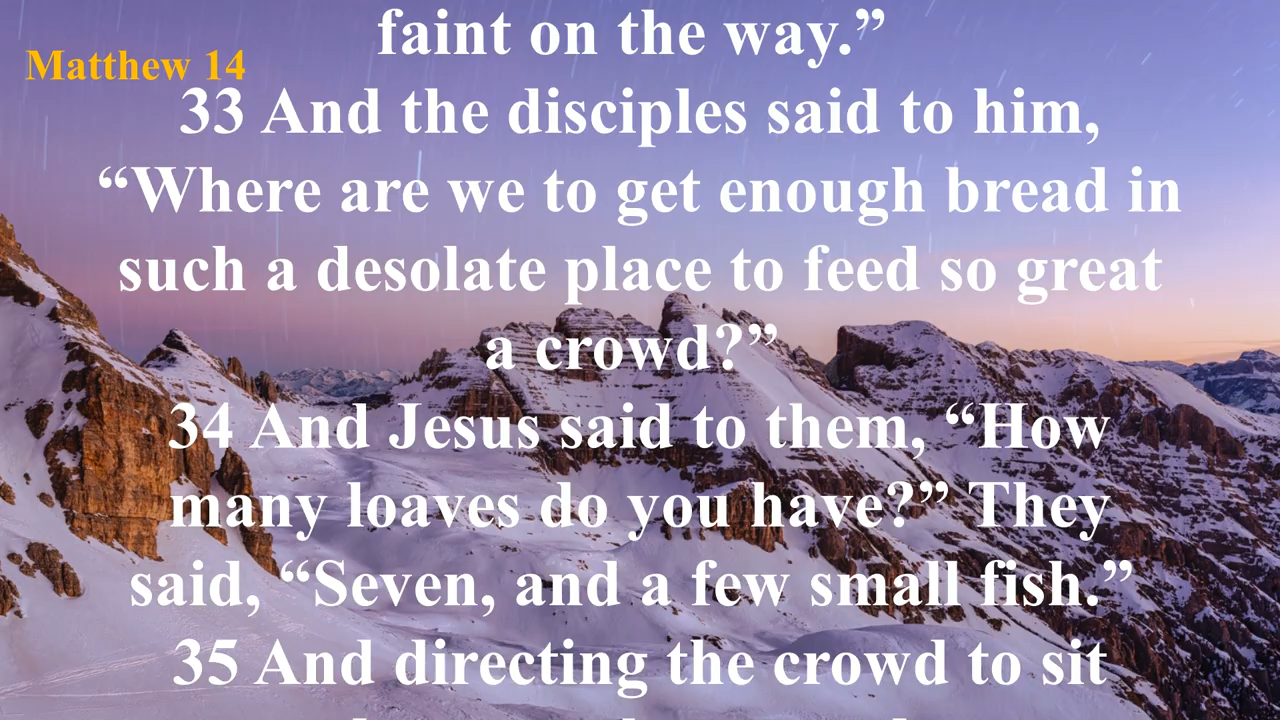 faint on the way.”
Matthew 14
33 And the disciples said to him,
“Where are we to get enough bread in
such a desolate place to feed so great
a crowd?”
34 And Jesus said to them, “How
many loaves do you have?” They
said, “Seven, and a few small fish.”
35 And directing the crowd to sit